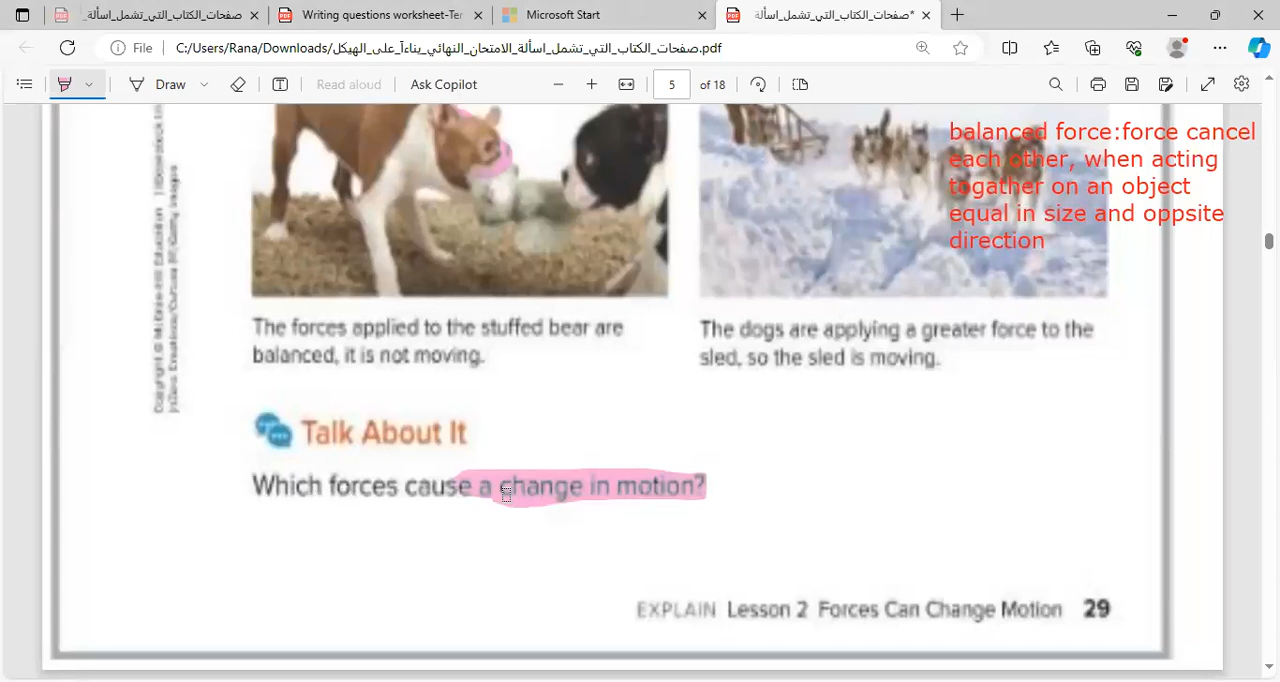 صفحات_الكتاب_التي_تشمل_اسألة_
Writing questions worksheet-Ter
Microsoft Start
*صفحات_الكتاب_التي_تشمل_اسألة
File
C:/Users/Rana/Downloads/صفحات_الكتاب_التي_تشمل_اسألة_الامتحان_النهائي_بناءاً_على_الهيكل.pdf
Draw
Read aloud
Ask Copilot
5 of 18
balanced force:force cancel
each other, when acting
togather on an object
equal in size and oppsite
direction
The forces applied to the stuffed bear are
balanced, it is not moving.
The dogs are applying a greater force to the
sled, so the sled is moving.
Talk About It
Which forces cause a change in motion?
EXPLAIN Lesson 2 Forces Can Change Motion 29